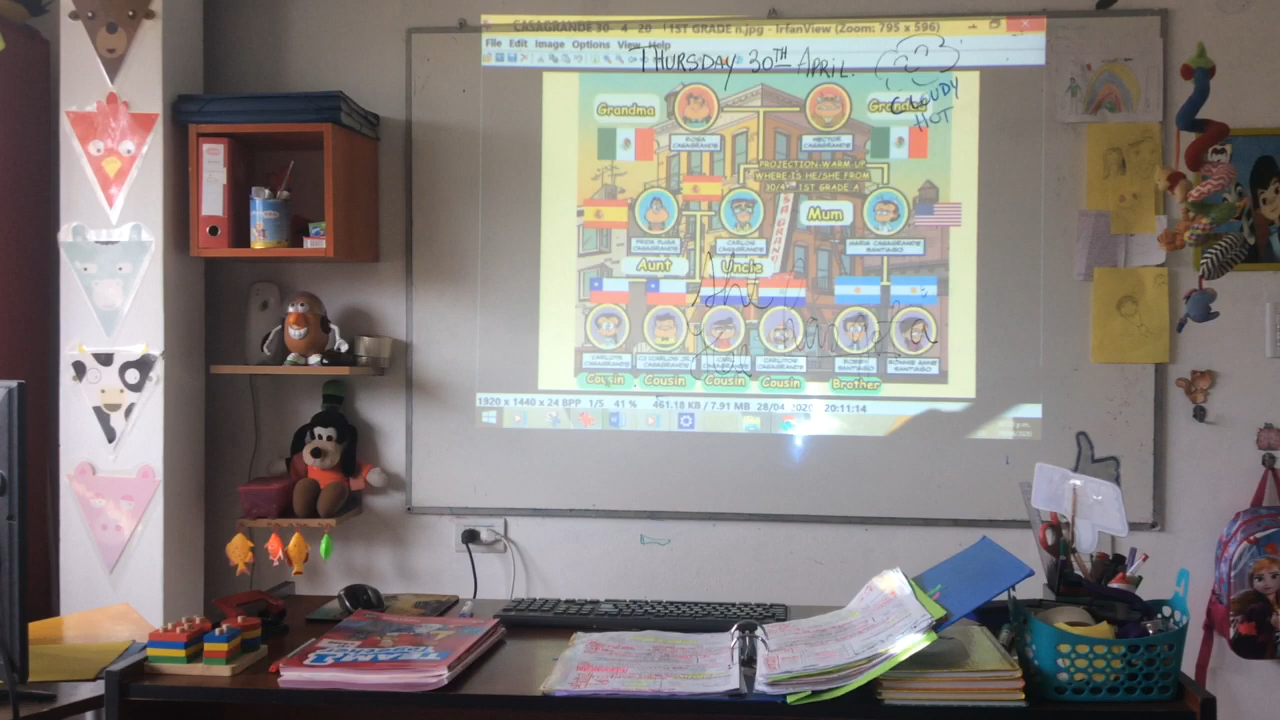 CASAGRANDE 30 - 4 - 20 1ST GRADE n.jpg - IrfanView (Zoom: 795 x 596)
File Edit Image Options View Help
THURSDAY 30TH APRIL.
CLOUDY
HOT
Grandma
ROSA
CASAGRANDE
HECTOR
CASAGRANDE
PROJECTION-WARM UP
WHERE IS HE/SHE FROM
30/4 1ST GRADE A
FRIDA PUGA
CASAGRANDE
CARLOS
CASAGRANDE
Mum
MARIA CASAGRANDE
SANTIAGO
Aunt
Uncle
CARLOTA
CASAGRANDE
CJ (CARLOS JR.)
CASAGRANDE
CASAGRANDE
CARLITOS
CASAGRANDE
SANTIAGO
RONNIE ANNE
SANTIAGO
Cousin Cousin Cousin Cousin Brother
1920 x 1440 x 24 BPP 1/5 41 % 461.18 KB / 7.91 MB 28/04 2020 20:11:14